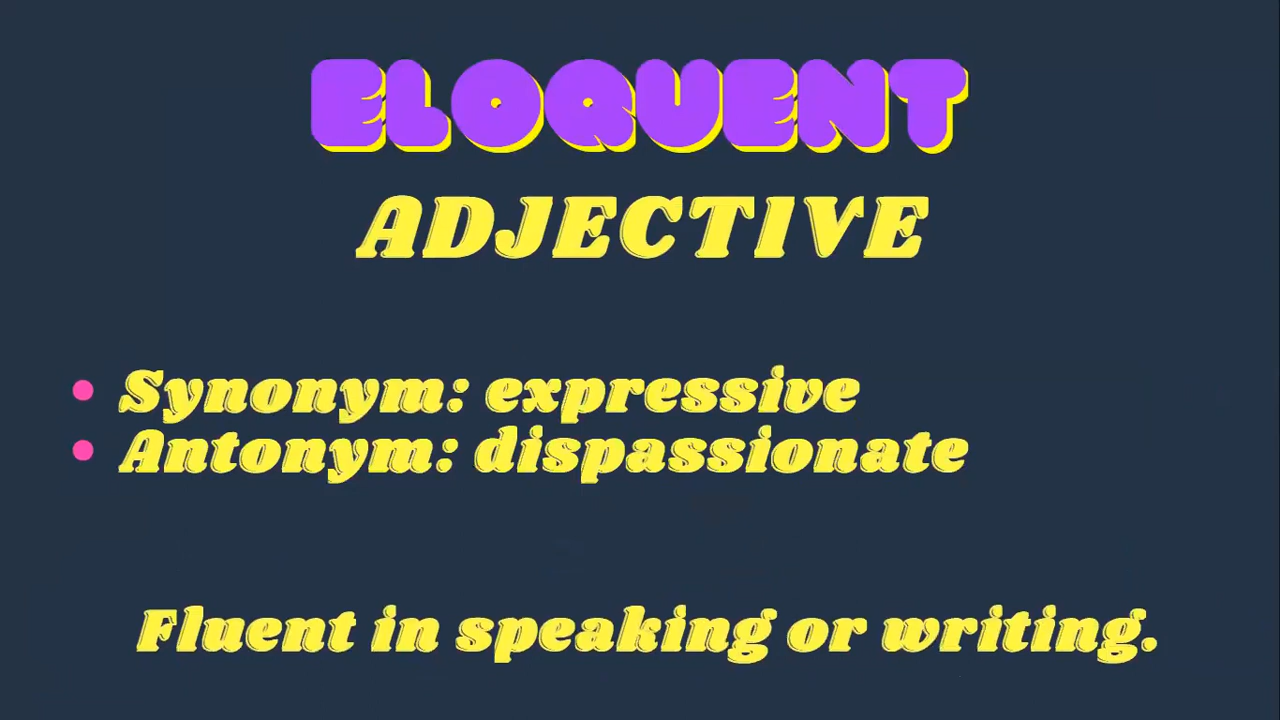 ELOQUENT
ADJECTIVE
Synonym: expressive
Antonym: dispassionate
Fluent in speaking or writing.